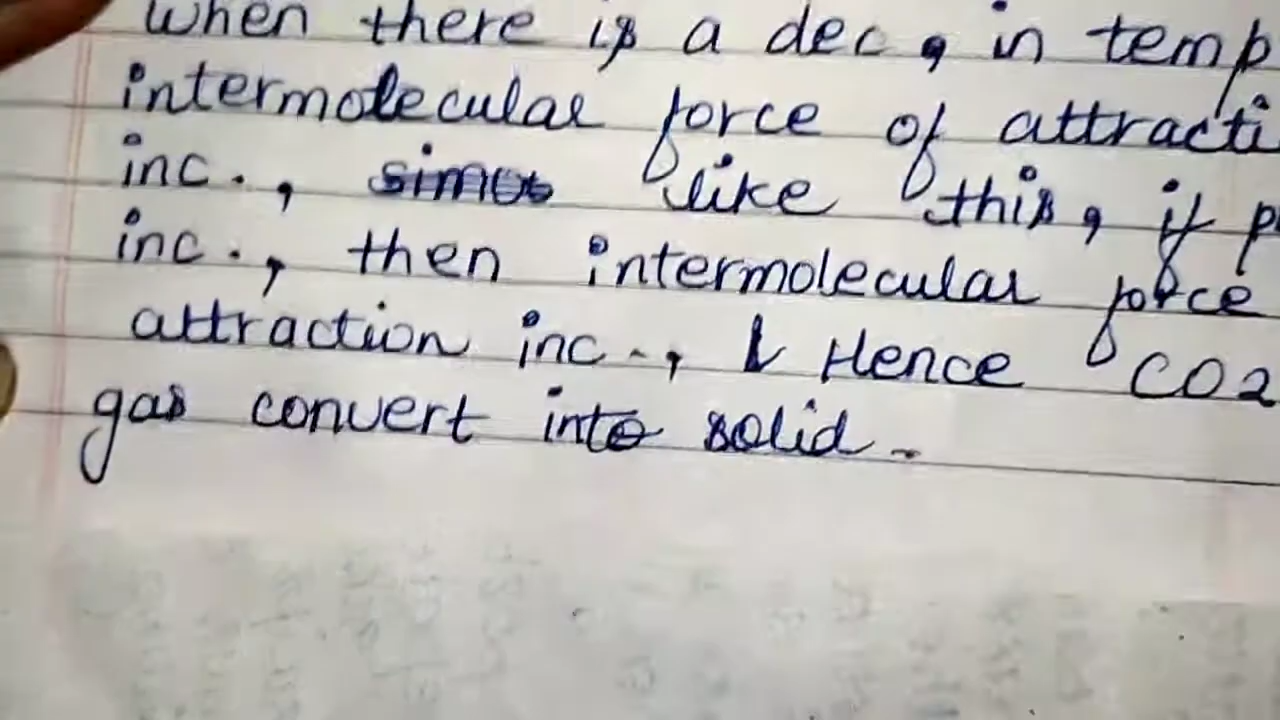 when there is a dec, in temp
intermolecular force of attracti
inc., like this, if p
inc., then intermolecular force
attraction inc., & Hence CO2
gas convert into solid.